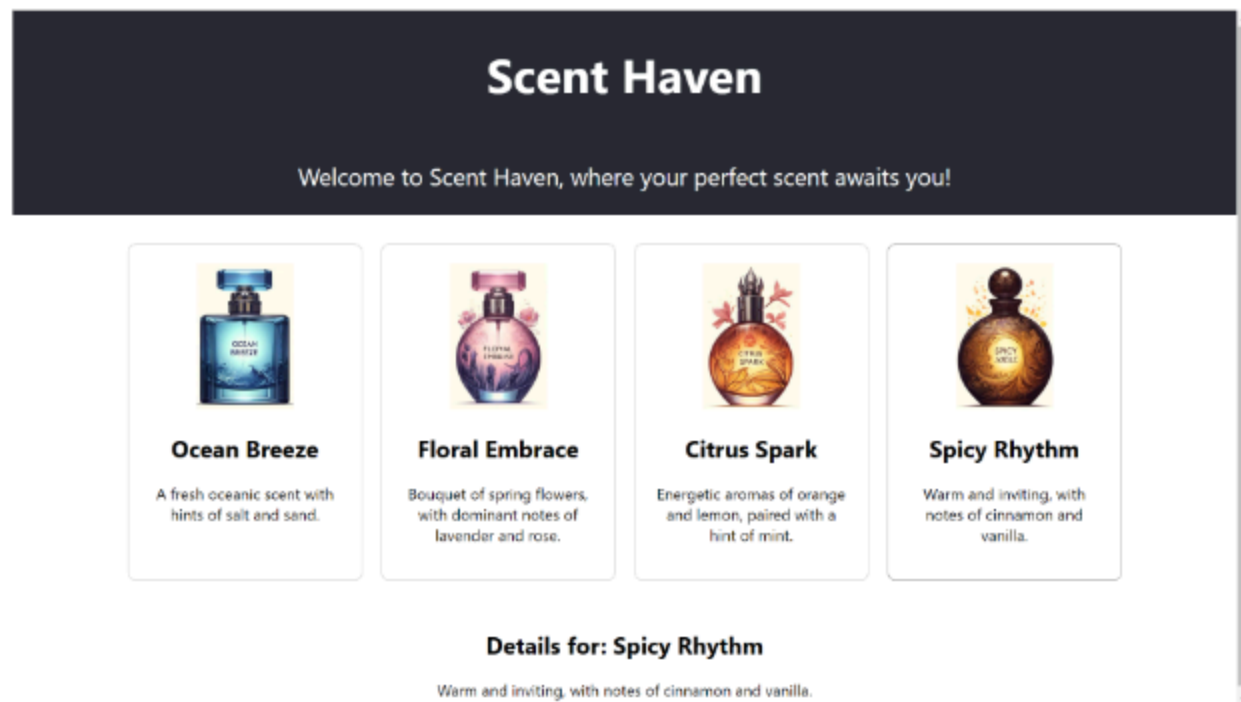 Scent Haven
Welcome to Scent Haven, where your perfect scent awaits you!
OCEAN
BREEZE
FLORAL
EMBRACE
CITRUS
SPARK
SPICY
Ocean Breeze
Floral Embrace
Citrus Spark
Spicy Rhythm
A fresh oceanic scent with
hints of salt and sand.
Bouquet of spring flowers,
with dominant notes of
lavender and rose.
Energetic aromas of orange
and lemon, paired with a
hint of mint.
Warm and inviting, with
notes of cinnamon and
vanilla.
Details for: Spicy Rhythm
Warm and inviting, with notes of cinnamon and vanilla.